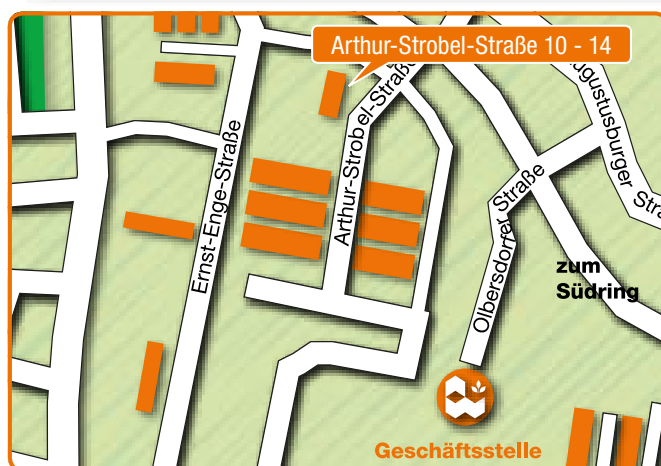 Arthur-Strobel-Straße 10 - 14
Augustusburger Stra
Ernst-Enge-Straße
Arthur-Strobel-Straße
Olbersdorfer Straße
zum
Südring
Geschäftsstelle